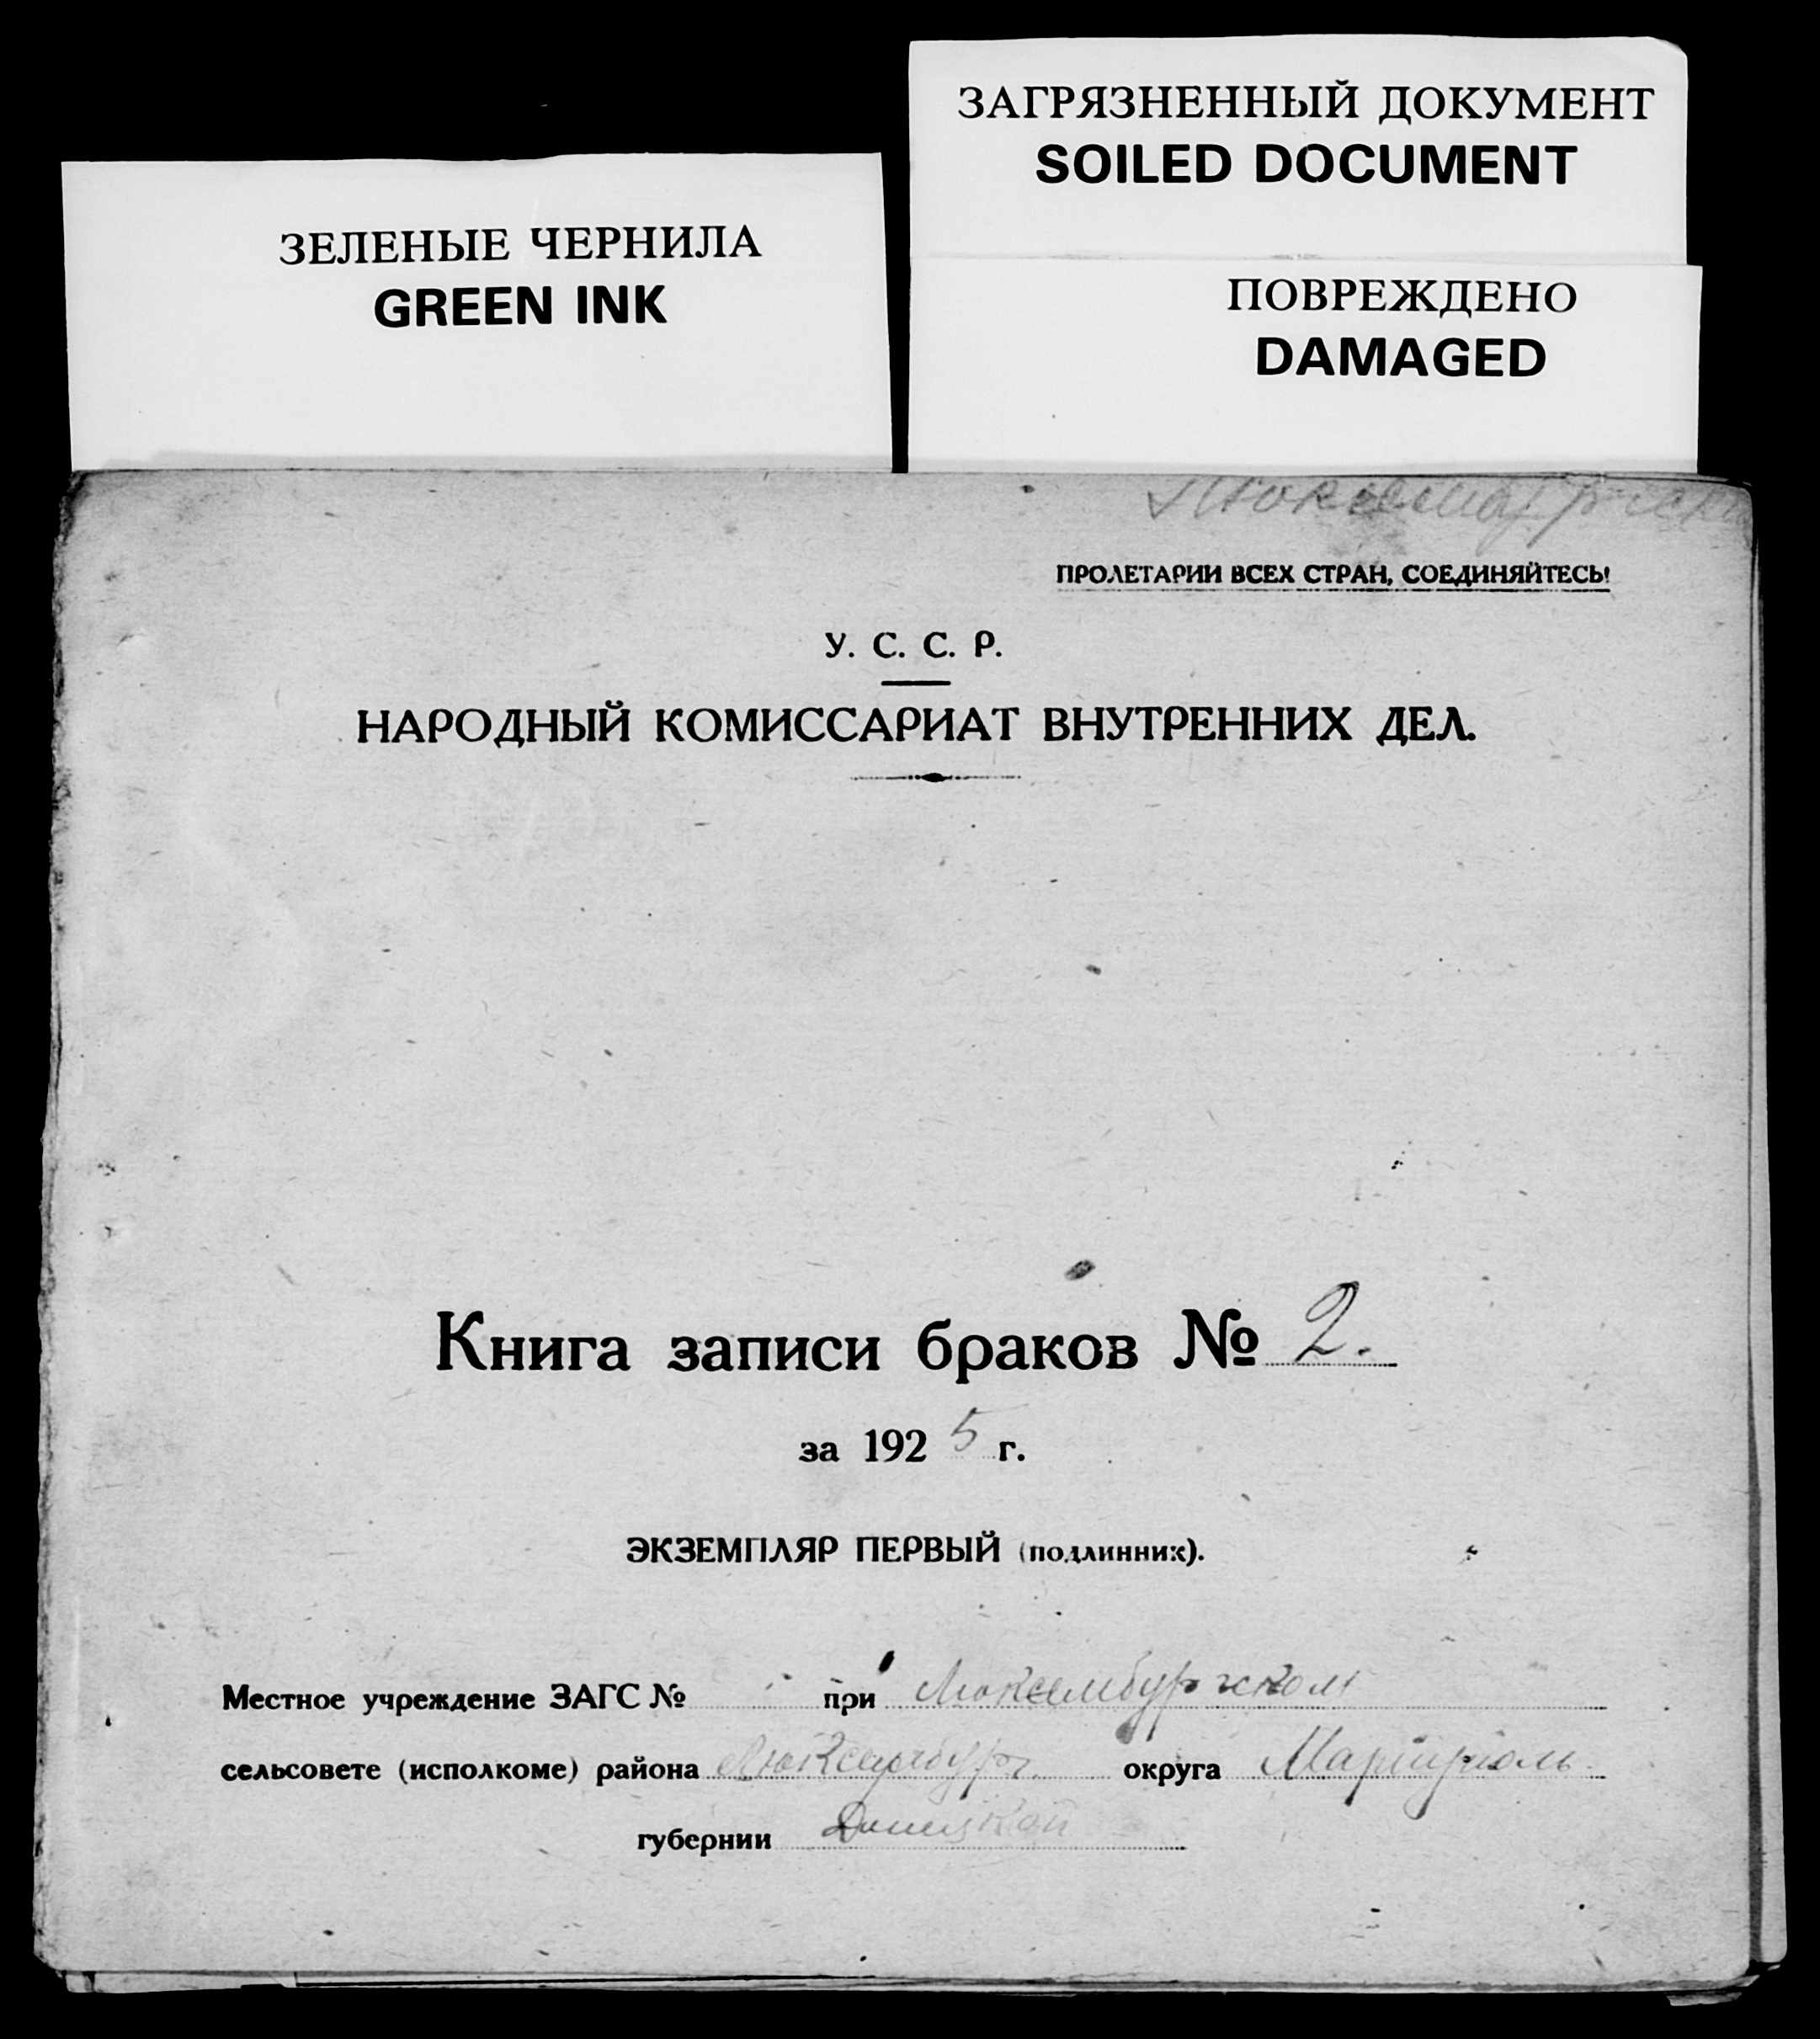 ЗАГРЯЗНЕННЫЙ ДОКУМЕНТ
SOILED DOCUMENT
ЗЕЛЕНЫЕ ЧЕРНИЛА
GREEN INK
ПОВРЕЖДЕНО
DAMAGED
ПРОЛЕТАРИИ ВСЕХ СТРАН, СОЕДИНЯЙТЕСЬ!
У. С. С. Р.
НАРОДНЫЙ КОМИССАРИАТ ВНУТРЕННИХ ДЕЛ.
Книга записи браков № 2.
за 1925 г.
ЭКЗЕМПЛЯР ПЕРВЫЙ (подлинник).
Местное учреждение ЗАГС № при Люксембургском
сельсовете (исполкоме) района Люксембург. округа Мариуполь.
губернии Донецкой